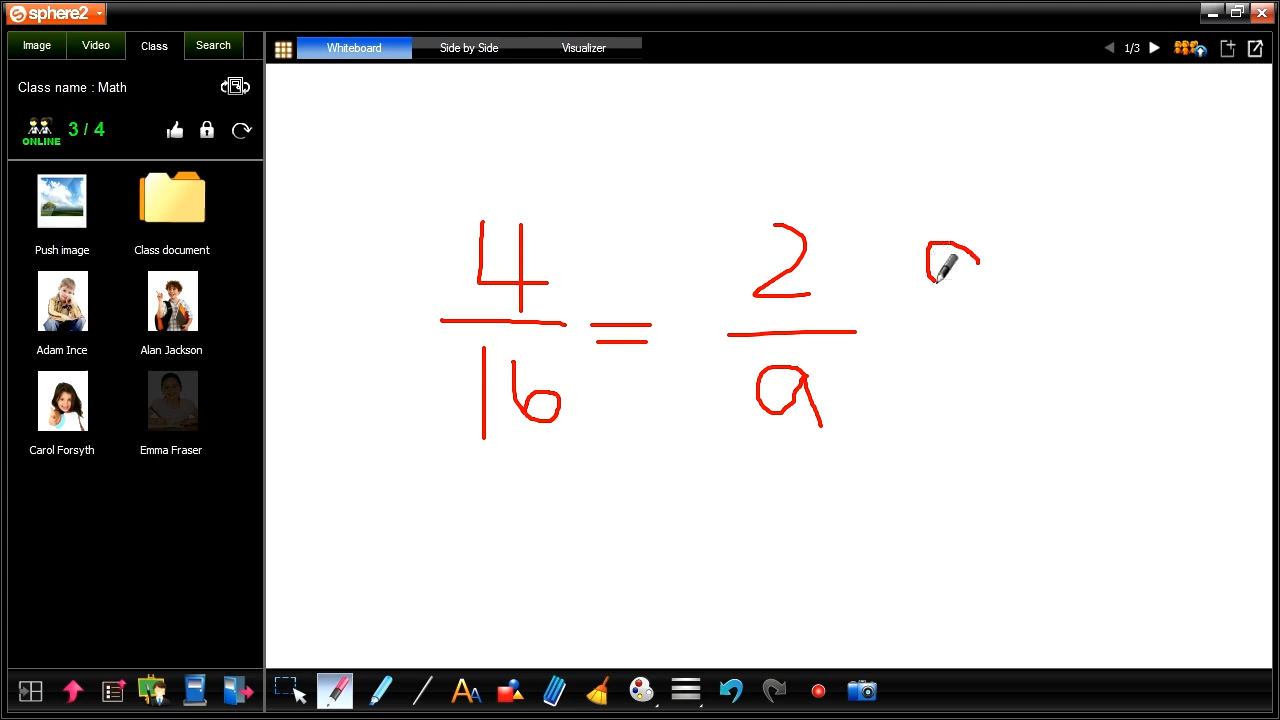 sphere2
Image Video Class Search
Whiteboard Side by Side Visualizer
1/3
Class name : Math
ONLINE 3 / 4
Push image Class document
Adam Ince Alan Jackson
Carol Forsyth Emma Fraser
4 2
= 
16 a
AA